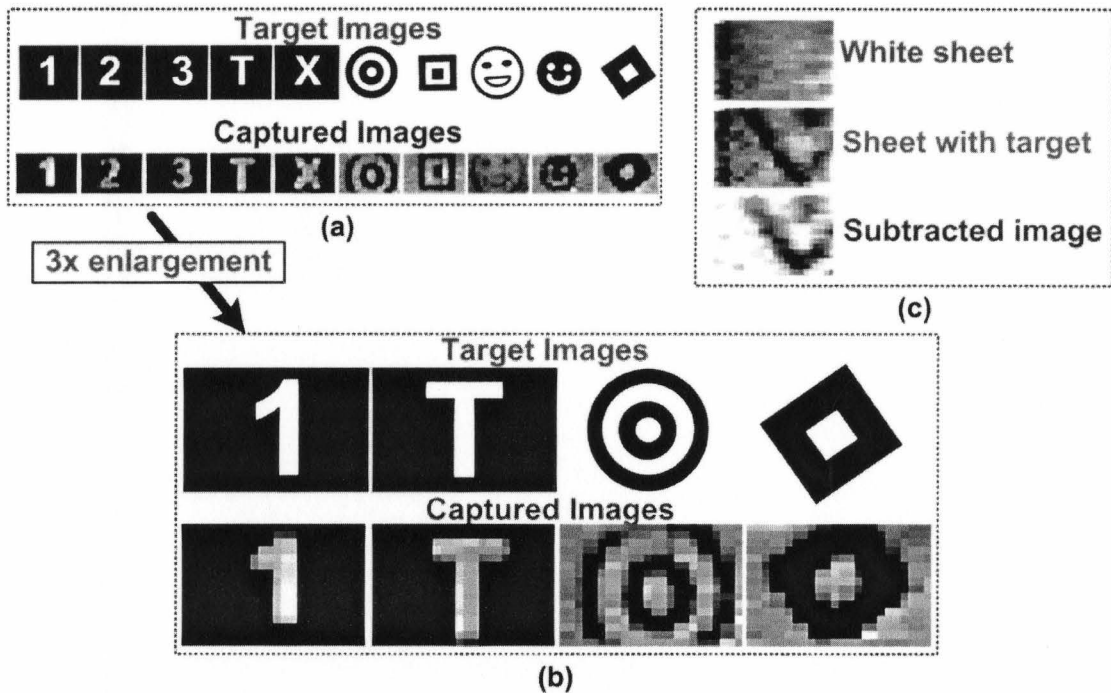 Target Images
1 2 3 T X
Captured Images
1 2 3 T X
(a)
3x enlargement
White sheet
Sheet with target
Subtracted image
(c)
Target Images
1 T
Captured Images
1 T
(b)